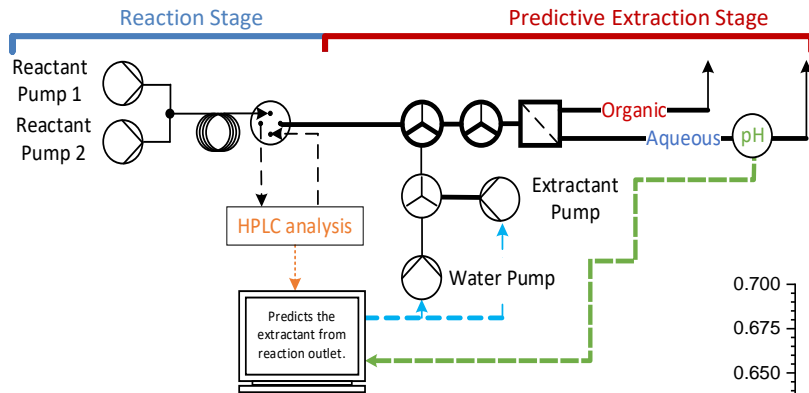 Reaction Stage
Predictive Extraction Stage
Reactant
Pump 1
Reactant
Pump 2
Organic
Aqueous
pH
HPLC analysis
Extractant
Pump
Water Pump
Predicts the
extractant from
reaction outlet.
0.700
0.675
0.650